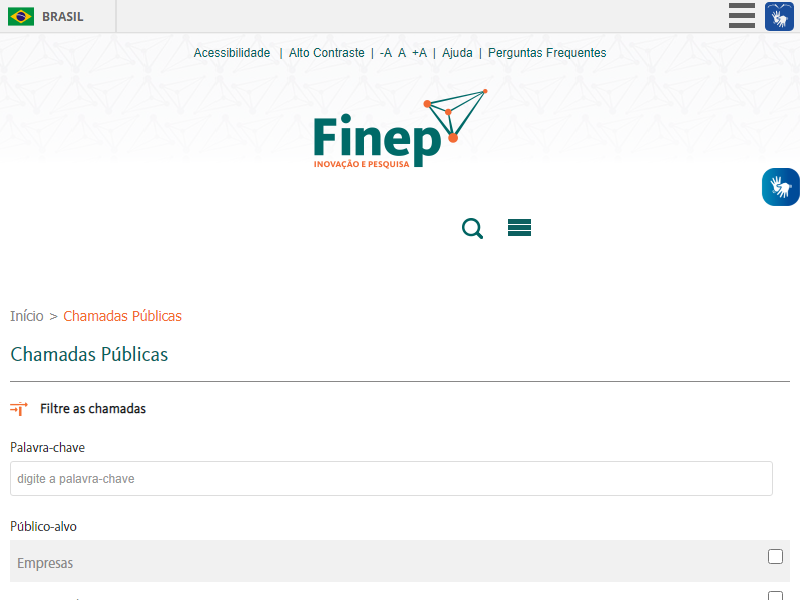 BRASIL
Acessibilidade | Alto Contraste | -A A +A | Ajuda | Perguntas Frequentes
Finep
INOVAÇÃO E PESQUISA
Início > Chamadas Públicas
Chamadas Públicas
Filtre as chamadas
Palavra-chave
digite a palavra-chave
Público-alvo
Empresas